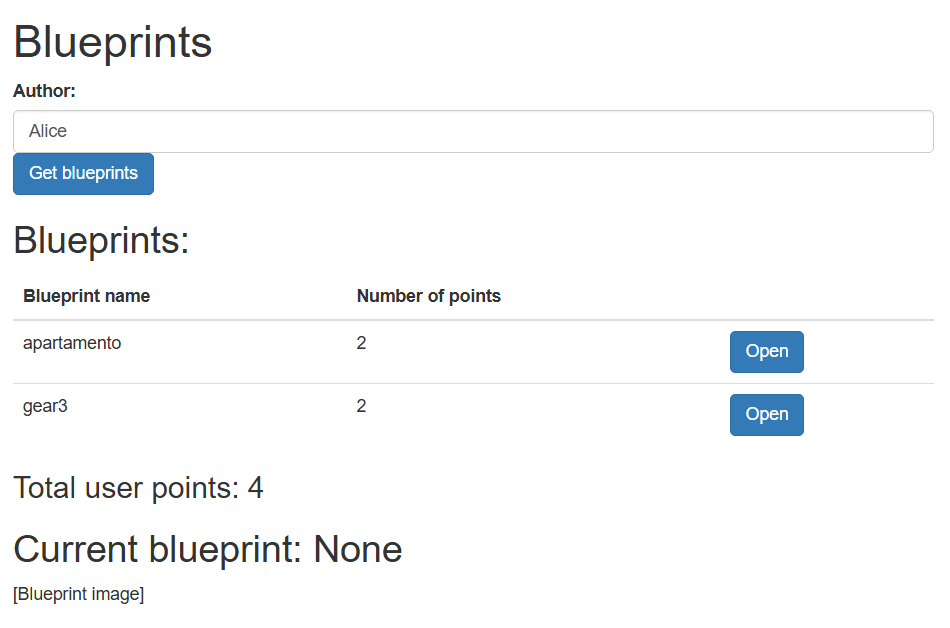 Blueprints
Author:
Alice
Get blueprints
Blueprints:
Blueprint name Number of points
apartamento 2 Open
gear3 2 Open
Total user points: 4
Current blueprint: None
[Blueprint image]